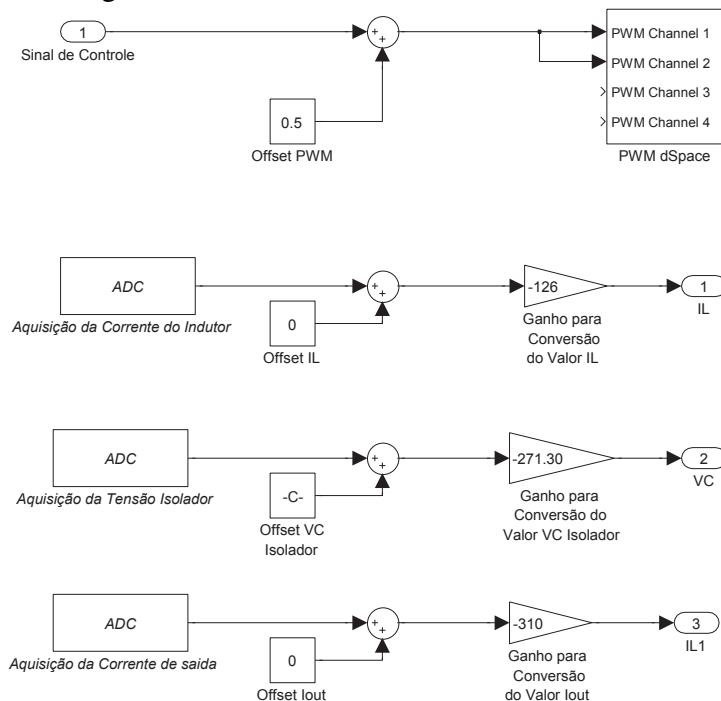 1
Sinal de Controle
+
+
0.5
Offset PWM
PWM Channel 1
PWM Channel 2
PWM Channel 3
PWM Channel 4
PWM dSpace
ADC
Aquisição da Corrente do Indutor
+
+
0
Offset IL
-126
Ganho para
Conversão
do Valor IL
1
IL
ADC
Aquisição da Tensão Isolador
+
+
-C-
Offset VC
Isolador
-271.30
Ganho para
Conversão do
Valor VC Isolador
2
VC
ADC
Aquisição da Corrente de saida
+
+
0
Offset Iout
-310
Ganho para
Conversão
do Valor Iout
3
IL1